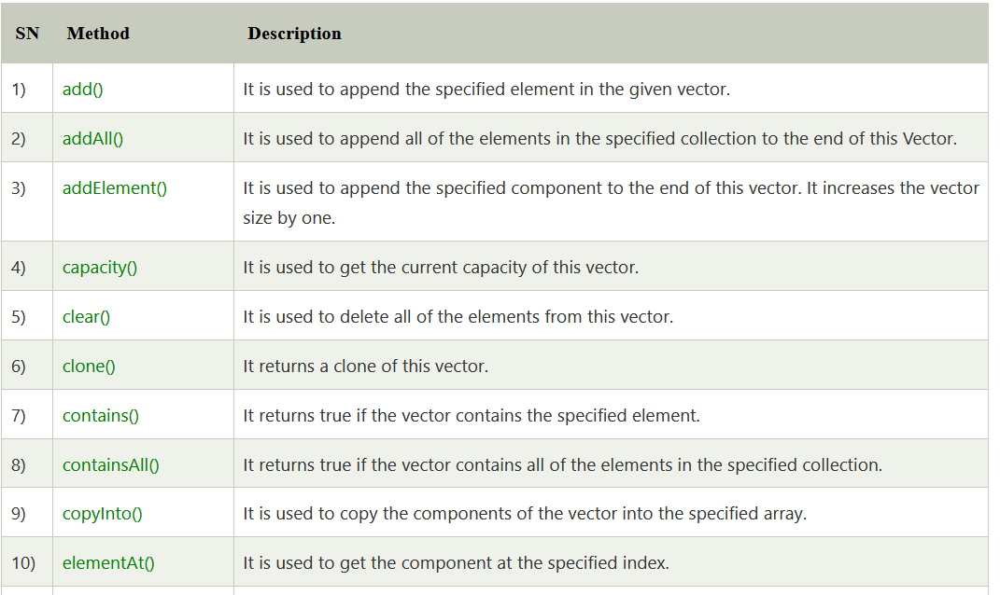 SN Method Description
1) add() It is used to append the specified element in the given vector.
2) addAll() It is used to append all of the elements in the specified collection to the end of this Vector.
3) addElement() It is used to append the specified component to the end of this vector. It increases the vector
size by one.
4) capacity() It is used to get the current capacity of this vector.
5) clear() It is used to delete all of the elements from this vector.
6) clone() It returns a clone of this vector.
7) contains() It returns true if the vector contains the specified element.
8) containsAll() It returns true if the vector contains all of the elements in the specified collection.
9) copyInto() It is used to copy the components of the vector into the specified array.
10) elementAt() It is used to get the component at the specified index.